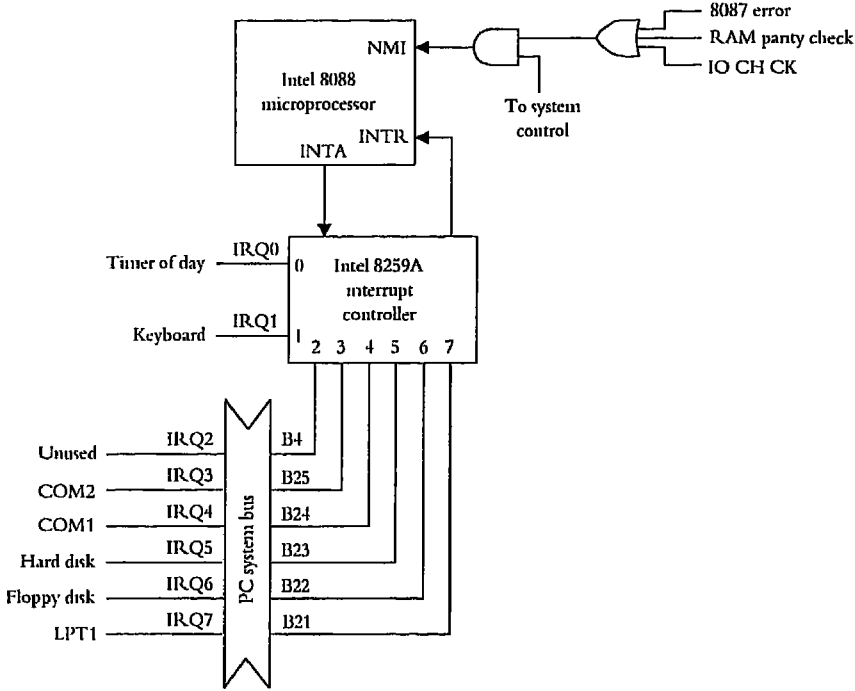 8087 error
NMI
RAM panty check
Intel 8088
microprocessor
IO CH CK
To system
control
INTR
INTA
IRQ0
Timer of day
0
Intel 8259A
interrupt
controller
IRQ1
Keyboard
1
2 3 4 5 6 7
IRQ2
B4
Unused
IRQ3
B25
COM2
IRQ4
B24
COM1
IRQ5
B23
Hard disk
IRQ6
B22
Floppy disk
IRQ7
B21
LPT1
PC system bus